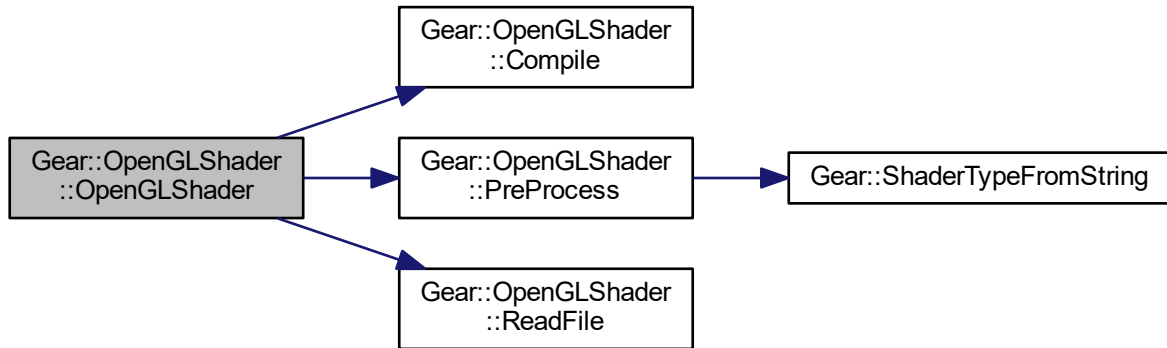 Gear::OpenGLShader
::Compile
Gear::OpenGLShader
::OpenGLShader
Gear::OpenGLShader
::PreProcess
Gear::ShaderTypeFromString
Gear::OpenGLShader
::ReadFile